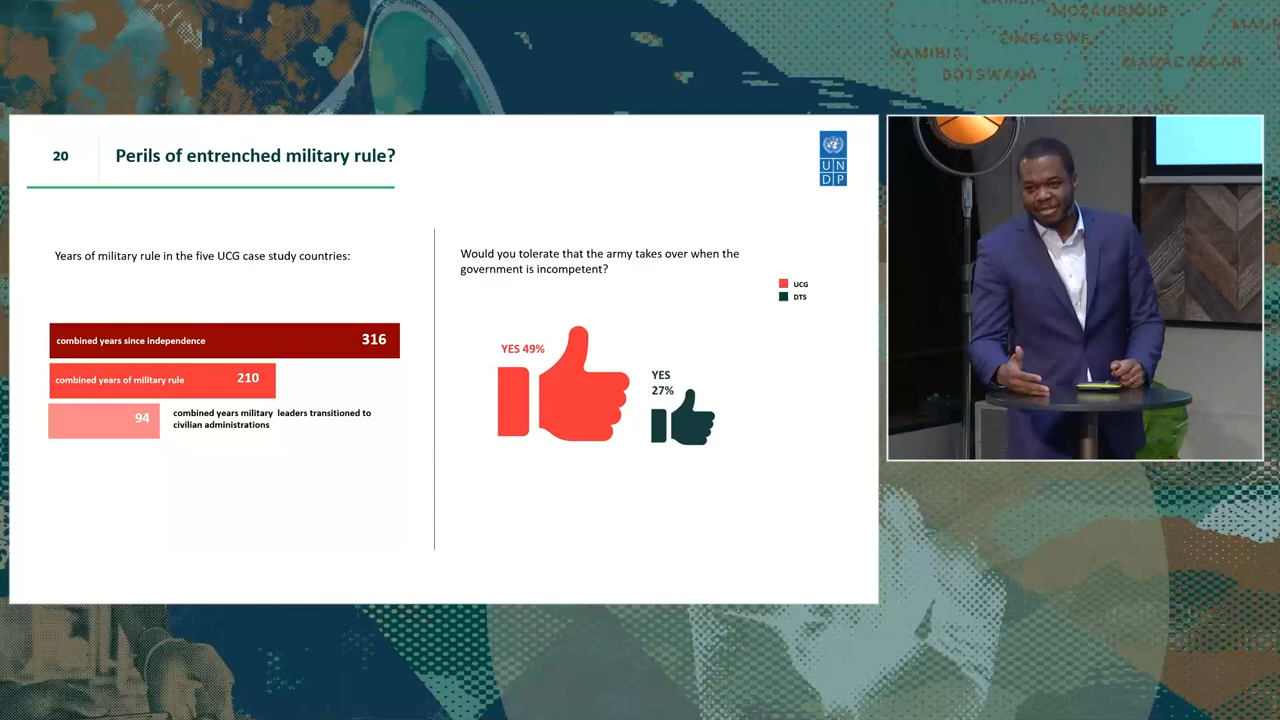 MOZAMBIQUE
ZIMBABWE
NAMIBIA
BOTSWANA
MADAGASCAR
SWAZILAND
20
Perils of entrenched military rule?
UN
DP
Years of military rule in the five UCG case study countries:
combined years since independence 316
combined years of military rule 210
94 combined years military leaders transitioned to
civilian administrations
Would you tolerate that the army takes over when the
government is incompetent?
UCG
DTS
YES 49%
YES
27%